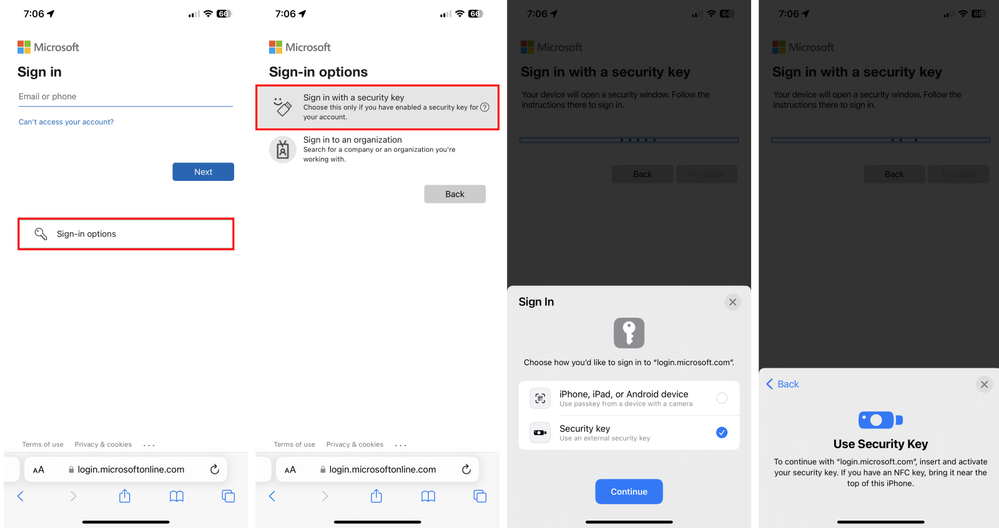 7:06
66
Microsoft
Sign in
Email or phone
Can't access your account?
Next
Sign-in options
Terms of use Privacy & cookies ...
AA login.microsoftonline.com
7:06
66
Microsoft
Sign-in options
Sign in with a security key
Choose this only if you have enabled a security key for
your account.
?
Sign in to an organization
Search for a company or an organization you're
working with.
Back
Terms of use Privacy & cookies ...
AA login.microsoftonline.com
7:06
66
Microsoft
Sign in with a security key
Your device will open a security window. Follow the
instructions there to sign in.
Back
Sign In
Choose how you'd like to sign in to “login.microsoft.com”.
iPhone, iPad, or Android device
Use passkey from a device with a camera
Security key
Use an external security key
Continue
7:06
66
Microsoft
Sign in with a security key
Your device will open a security window. Follow the
instructions there to sign in.
Back
Back
Use Security Key
To continue with “login.microsoft.com”, insert and activate
your security key. If you have an NFC key, bring it near the
top of this iPhone.